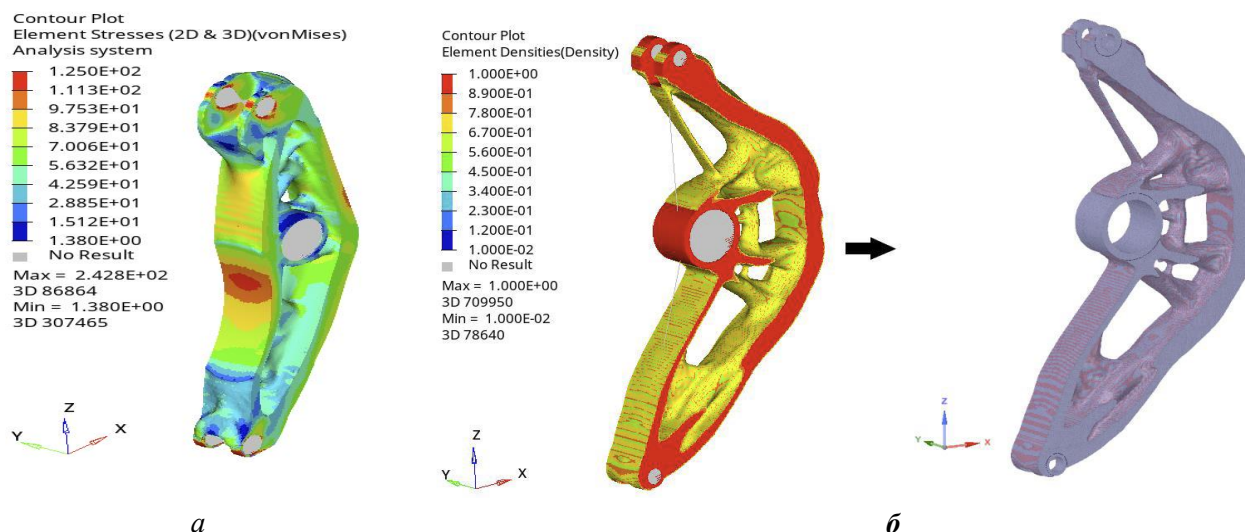 Contour Plot
Element Stresses (2D & 3D)(vonMises)
Analysis system
1.250E+02
1.113E+02
9.753E+01
8.379E+01
7.006E+01
5.632E+01
4.259E+01
2.885E+01
1.512E+01
1.380E+00
No Result
Max = 2.428E+02
3D 86864
Min = 1.380E+00
3D 307465
Z
Y
X
а
Contour Plot
Element Densities(Density)
1.000E+00
8.900E-01
7.800E-01
6.700E-01
5.600E-01
4.500E-01
3.400E-01
2.300E-01
1.200E-01
1.000E-02
No Result
Max = 1.000E+00
3D 709950
Min = 1.000E-02
3D 78640
Z
Y
X
Z
Y
X
б